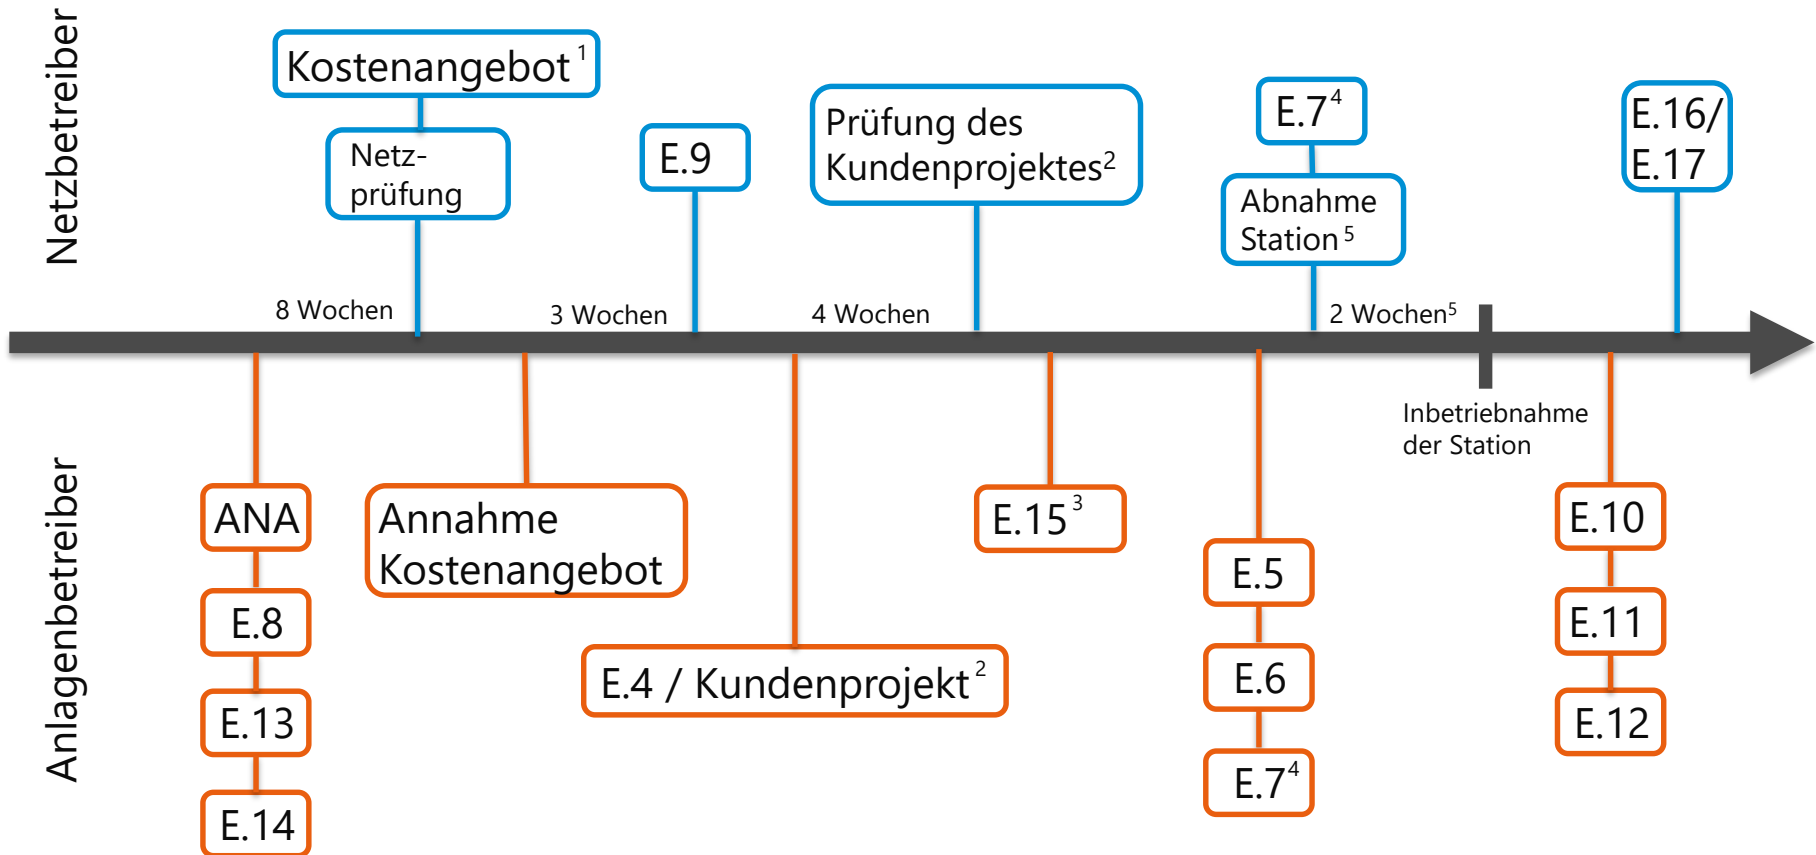 Netzbetreiber
Kostenangebot 1
Netz-
prüfung
E.9
Prüfung des
Kundenprojektes2
E.74
Abnahme
Station 5
E.16/
E.17
8 Wochen
3 Wochen
4 Wochen
2 Wochen5
Inbetriebnahme
der Station
Anlagenbetreiber
ANA
E.8
E.13
E.14
Annahme
Kostenangebot
E.4 / Kundenprojekt 2
E.15 3
E.5
E.6
E.7 4
E.10
E.11
E.12